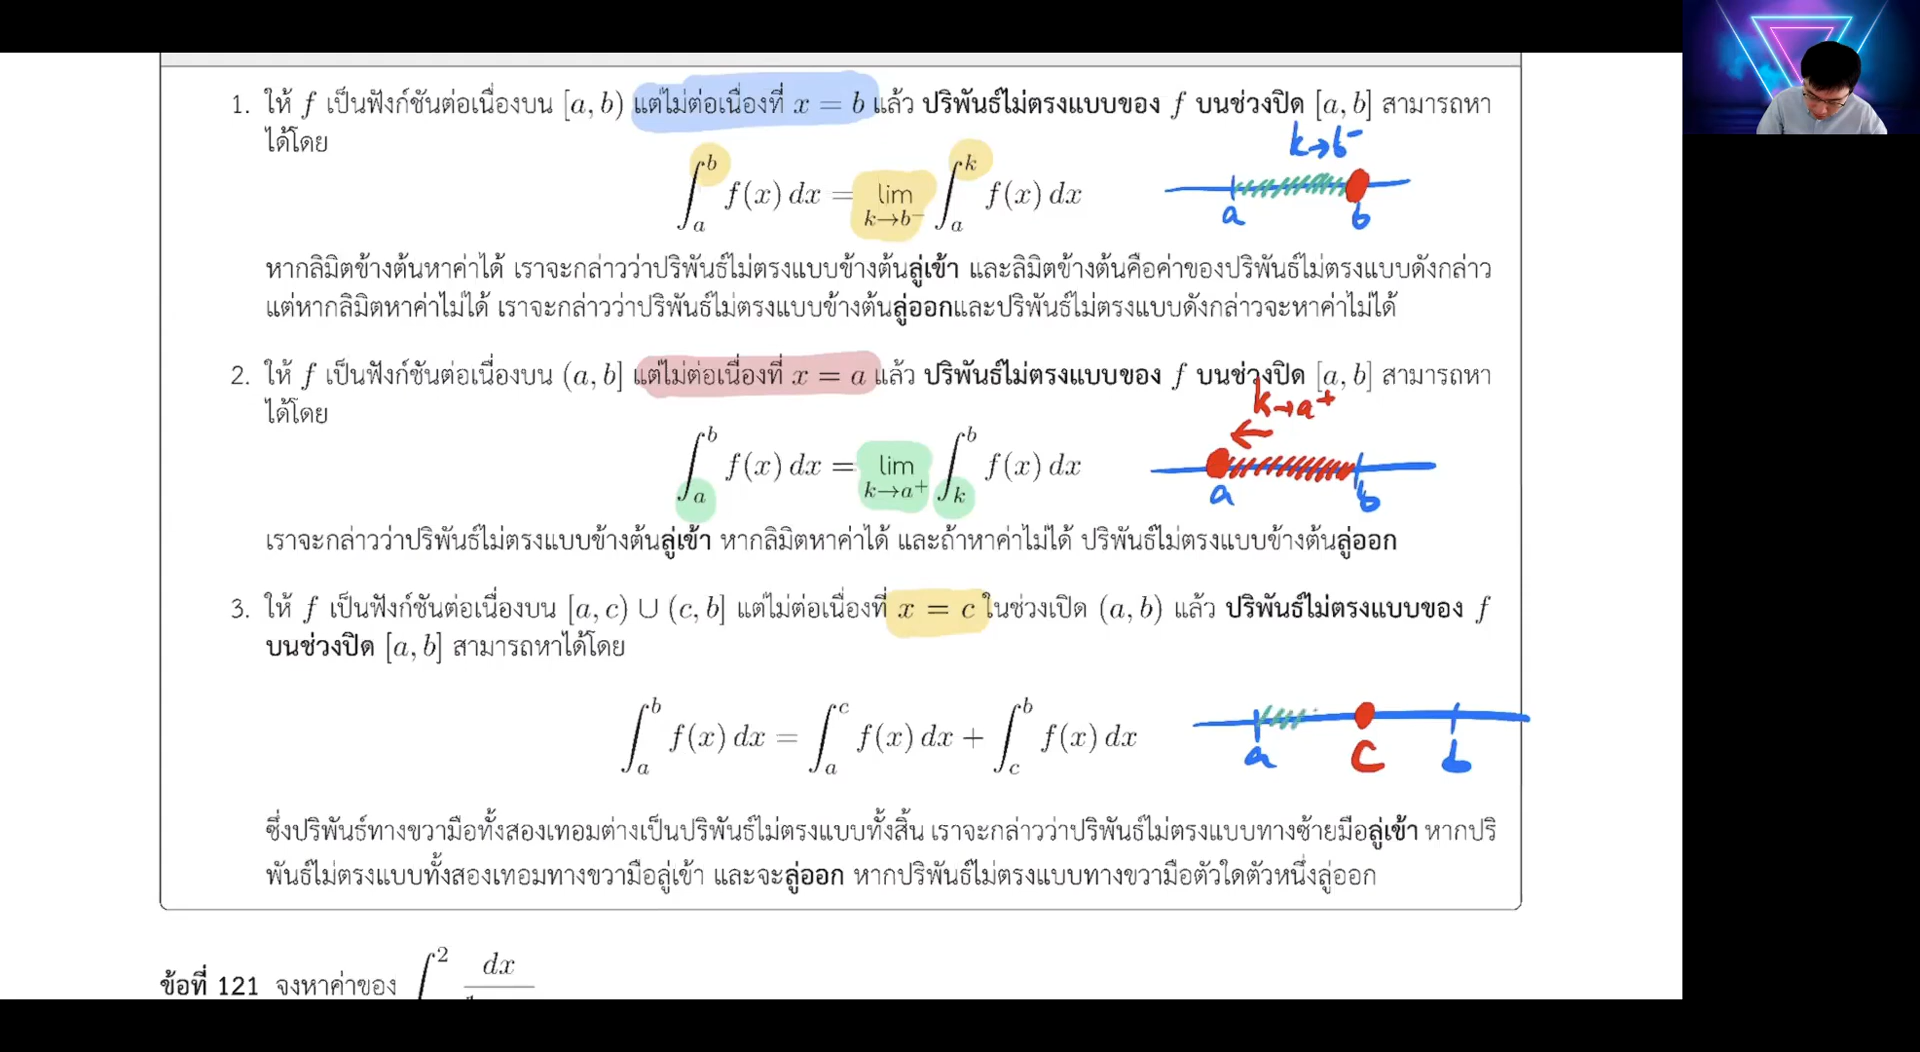 1. ให้ f เป็นฟังก์ชันต่อเนื่องบน [a, b) แต่ไม่ต่อเนื่องที่ x = b แล้ว ปริพันธ์ไม่ตรงแบบของ f บนช่วงปิด [a, b] สามารถหา
ได้โดย
∫_a^b f(x) dx = lim_{k→b⁻} ∫_a^k f(x) dx
k→b⁻
a b
หากลิมิตข้างต้นหาค่าได้ เราจะกล่าวว่าปริพันธ์ไม่ตรงแบบข้างต้นลู่เข้า และลิมิตข้างต้นคือค่าของปริพันธ์ไม่ตรงแบบดังกล่าว
แต่หากลิมิตหาค่าไม่ได้ เราจะกล่าวว่าปริพันธ์ไม่ตรงแบบข้างต้นลู่ออกและปริพันธ์ไม่ตรงแบบดังกล่าวจะหาค่าไม่ได้
2. ให้ f เป็นฟังก์ชันต่อเนื่องบน (a, b] แต่ไม่ต่อเนื่องที่ x = a แล้ว ปริพันธ์ไม่ตรงแบบของ f บนช่วงปิด [a, b] สามารถหา
ได้โดย
k→a⁺
∫_a^b f(x) dx = lim_{k→a⁺} ∫_k^b f(x) dx
a b
เราจะกล่าวว่าปริพันธ์ไม่ตรงแบบข้างต้นลู่เข้า หากลิมิตหาค่าได้ และถ้าหาค่าไม่ได้ ปริพันธ์ไม่ตรงแบบข้างต้นลู่ออก
3. ให้ f เป็นฟังก์ชันต่อเนื่องบน [a, c) ∪ (c, b] แต่ไม่ต่อเนื่องที่ x = c ในช่วงเปิด (a, b) แล้ว ปริพันธ์ไม่ตรงแบบของ f
บนช่วงปิด [a, b] สามารถหาได้โดย
∫_a^b f(x) dx = ∫_a^c f(x) dx + ∫_c^b f(x) dx
a c b
ซึ่งปริพันธ์ทางขวามือทั้งสองเทอมต่างเป็นปริพันธ์ไม่ตรงแบบทั้งสิ้น เราจะกล่าวว่าปริพันธ์ไม่ตรงแบบทางซ้ายมือลู่เข้า หากปริ
พันธ์ไม่ตรงแบบทั้งสองเทอมทางขวามือลู่เข้า และจะลู่ออก หากปริพันธ์ไม่ตรงแบบทางขวามือตัวใดตัวหนึ่งลู่ออก
ข้อที่ 121 จงหาค่าของ ∫^2 dx